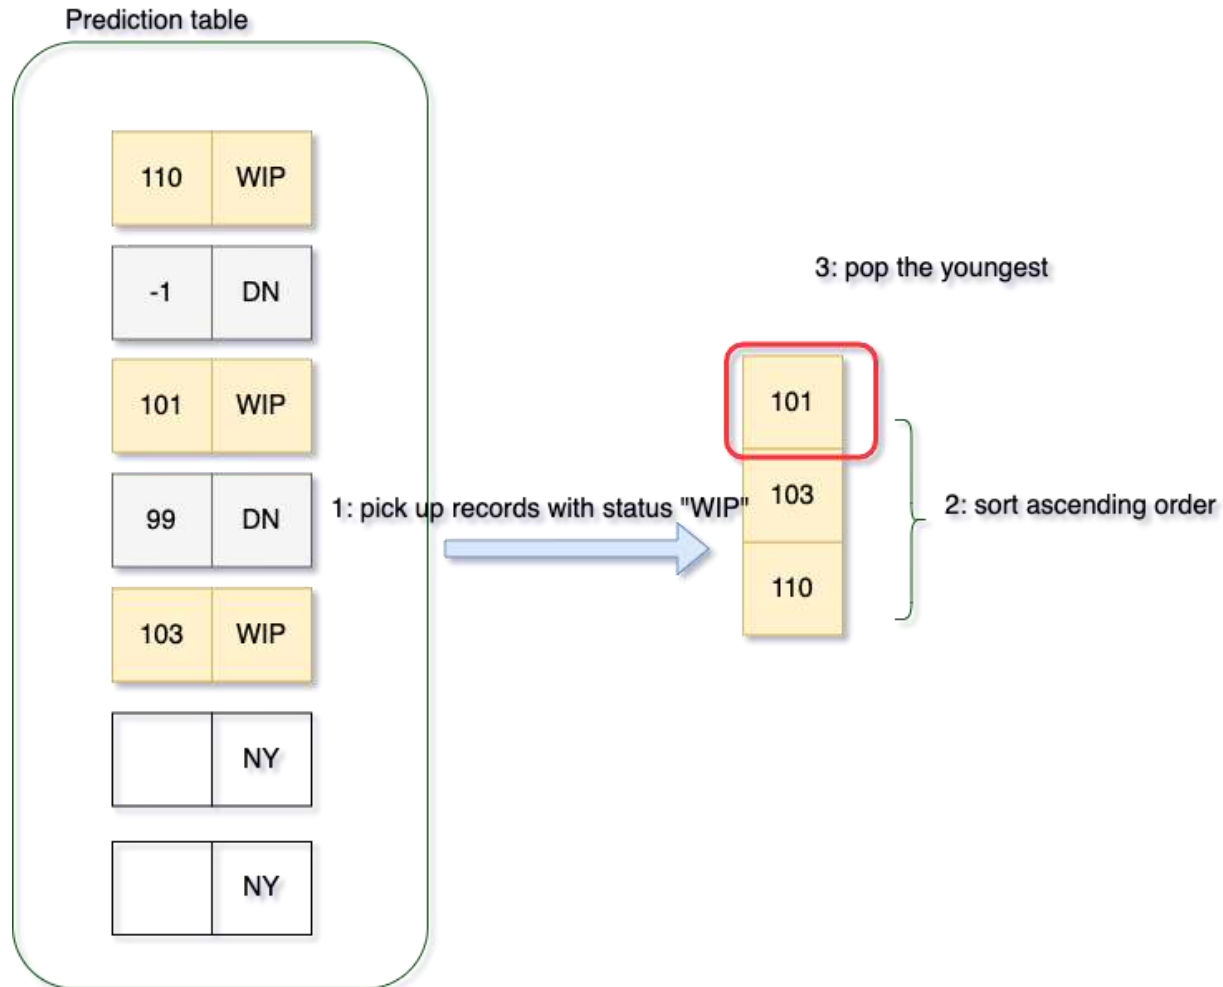 Prediction table
110 WIP
-1 DN
101 WIP
99 DN
103 WIP
NY
NY
1: pick up records with status "WIP"
3: pop the youngest
101
103
110
2: sort ascending order